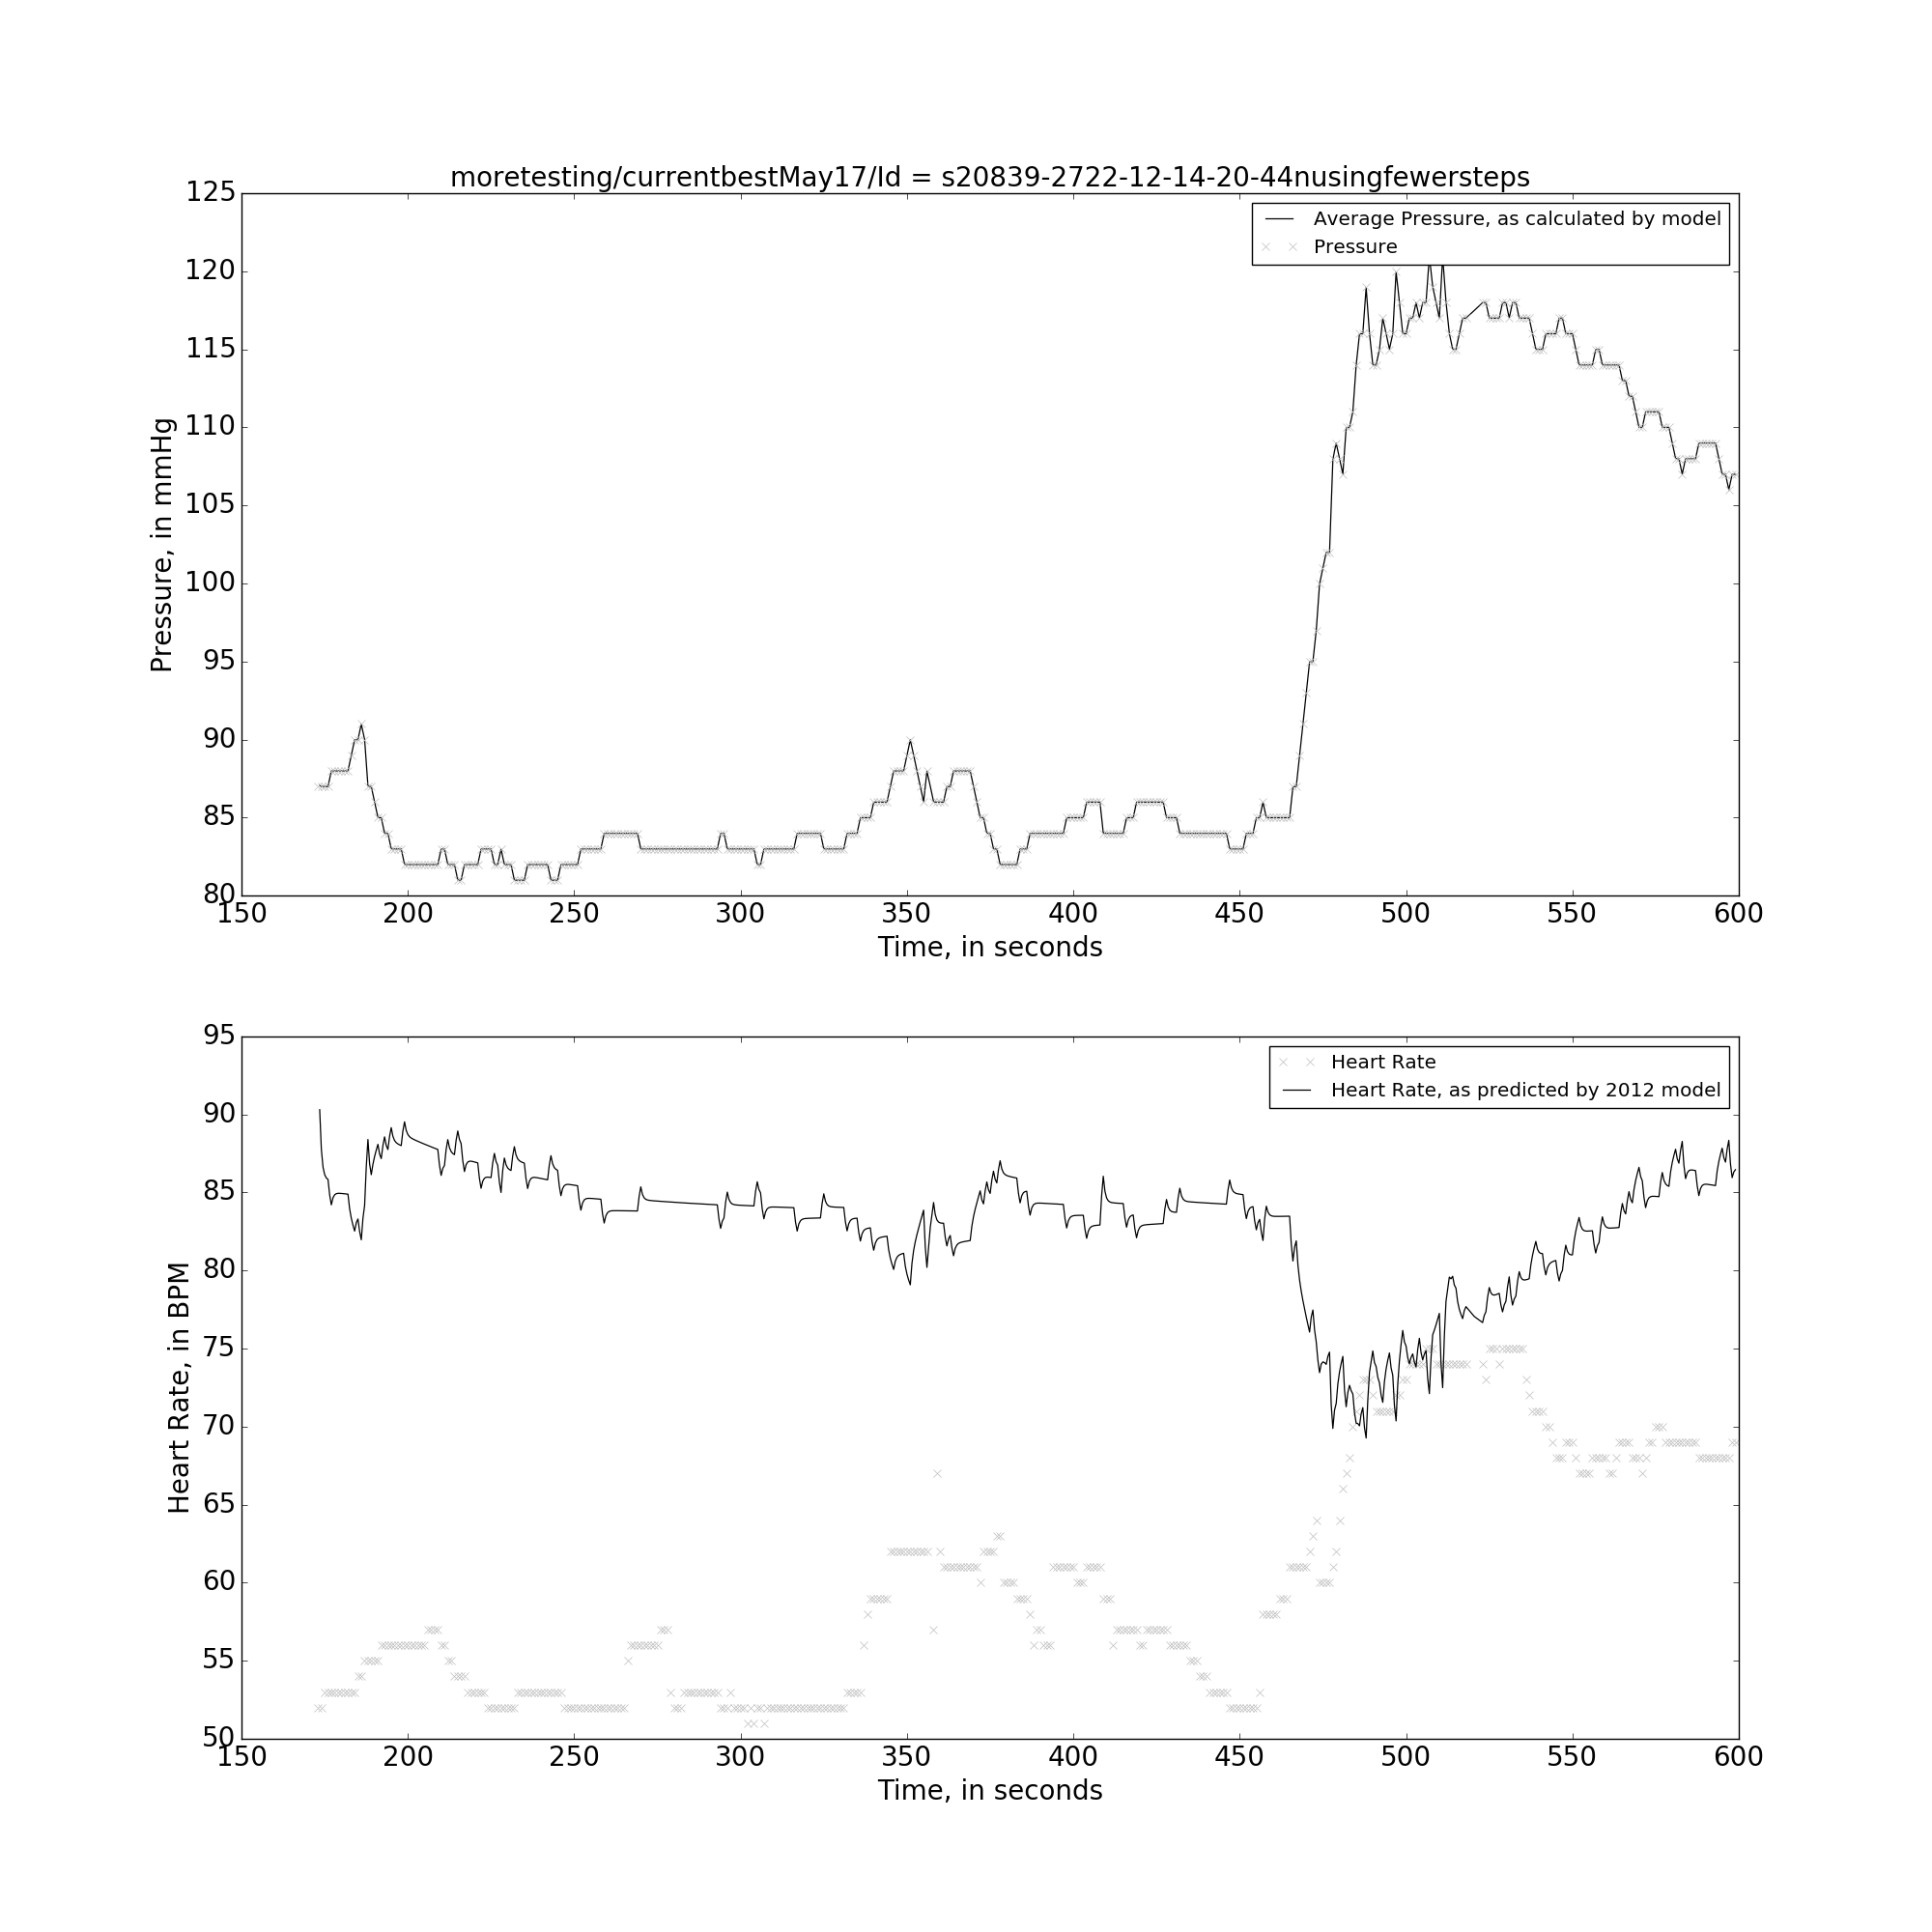 moretesting/currentbestMay17/Id = s20839-2722-12-14-20-44nusingfewersteps
125
120
115
110
105
100
95
90
85
80
Pressure, in mmHg
Average Pressure, as calculated by model
Pressure
150 200 250 300 350 400 450 500 550 600
Time, in seconds
95
90
85
80
75
70
65
60
55
50
Heart Rate, in BPM
Heart Rate
Heart Rate, as predicted by 2012 model
150 200 250 300 350 400 450 500 550 600
Time, in seconds